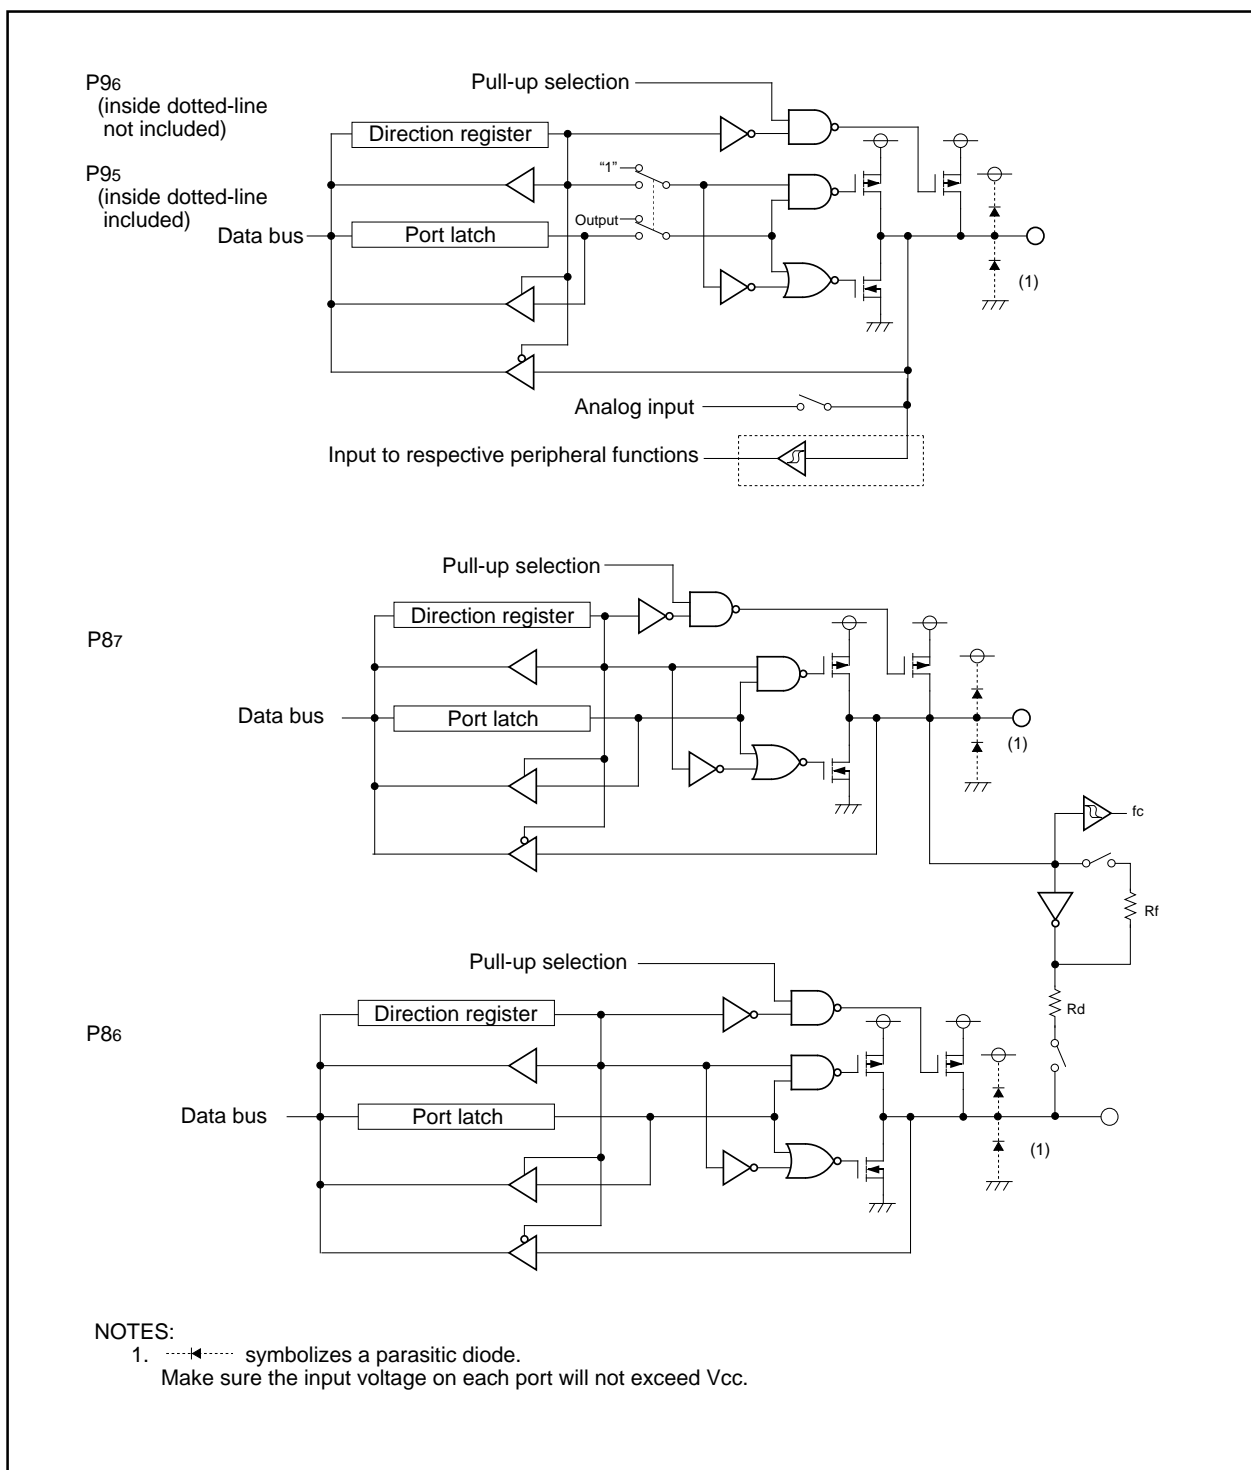 P96
(inside dotted-line
not included)
Pull-up selection
Direction register
"1"
P95
(inside dotted-line
included)
Output
Data bus
Port latch
(1)
Analog input
Input to respective peripheral functions
Pull-up selection
Direction register
P87
Data bus
Port latch
(1)
fc
Rf
Pull-up selection
Rd
Direction register
P86
Data bus
Port latch
(1)
NOTES:
1. symbolizes a parasitic diode.
Make sure the input voltage on each port will not exceed Vcc.